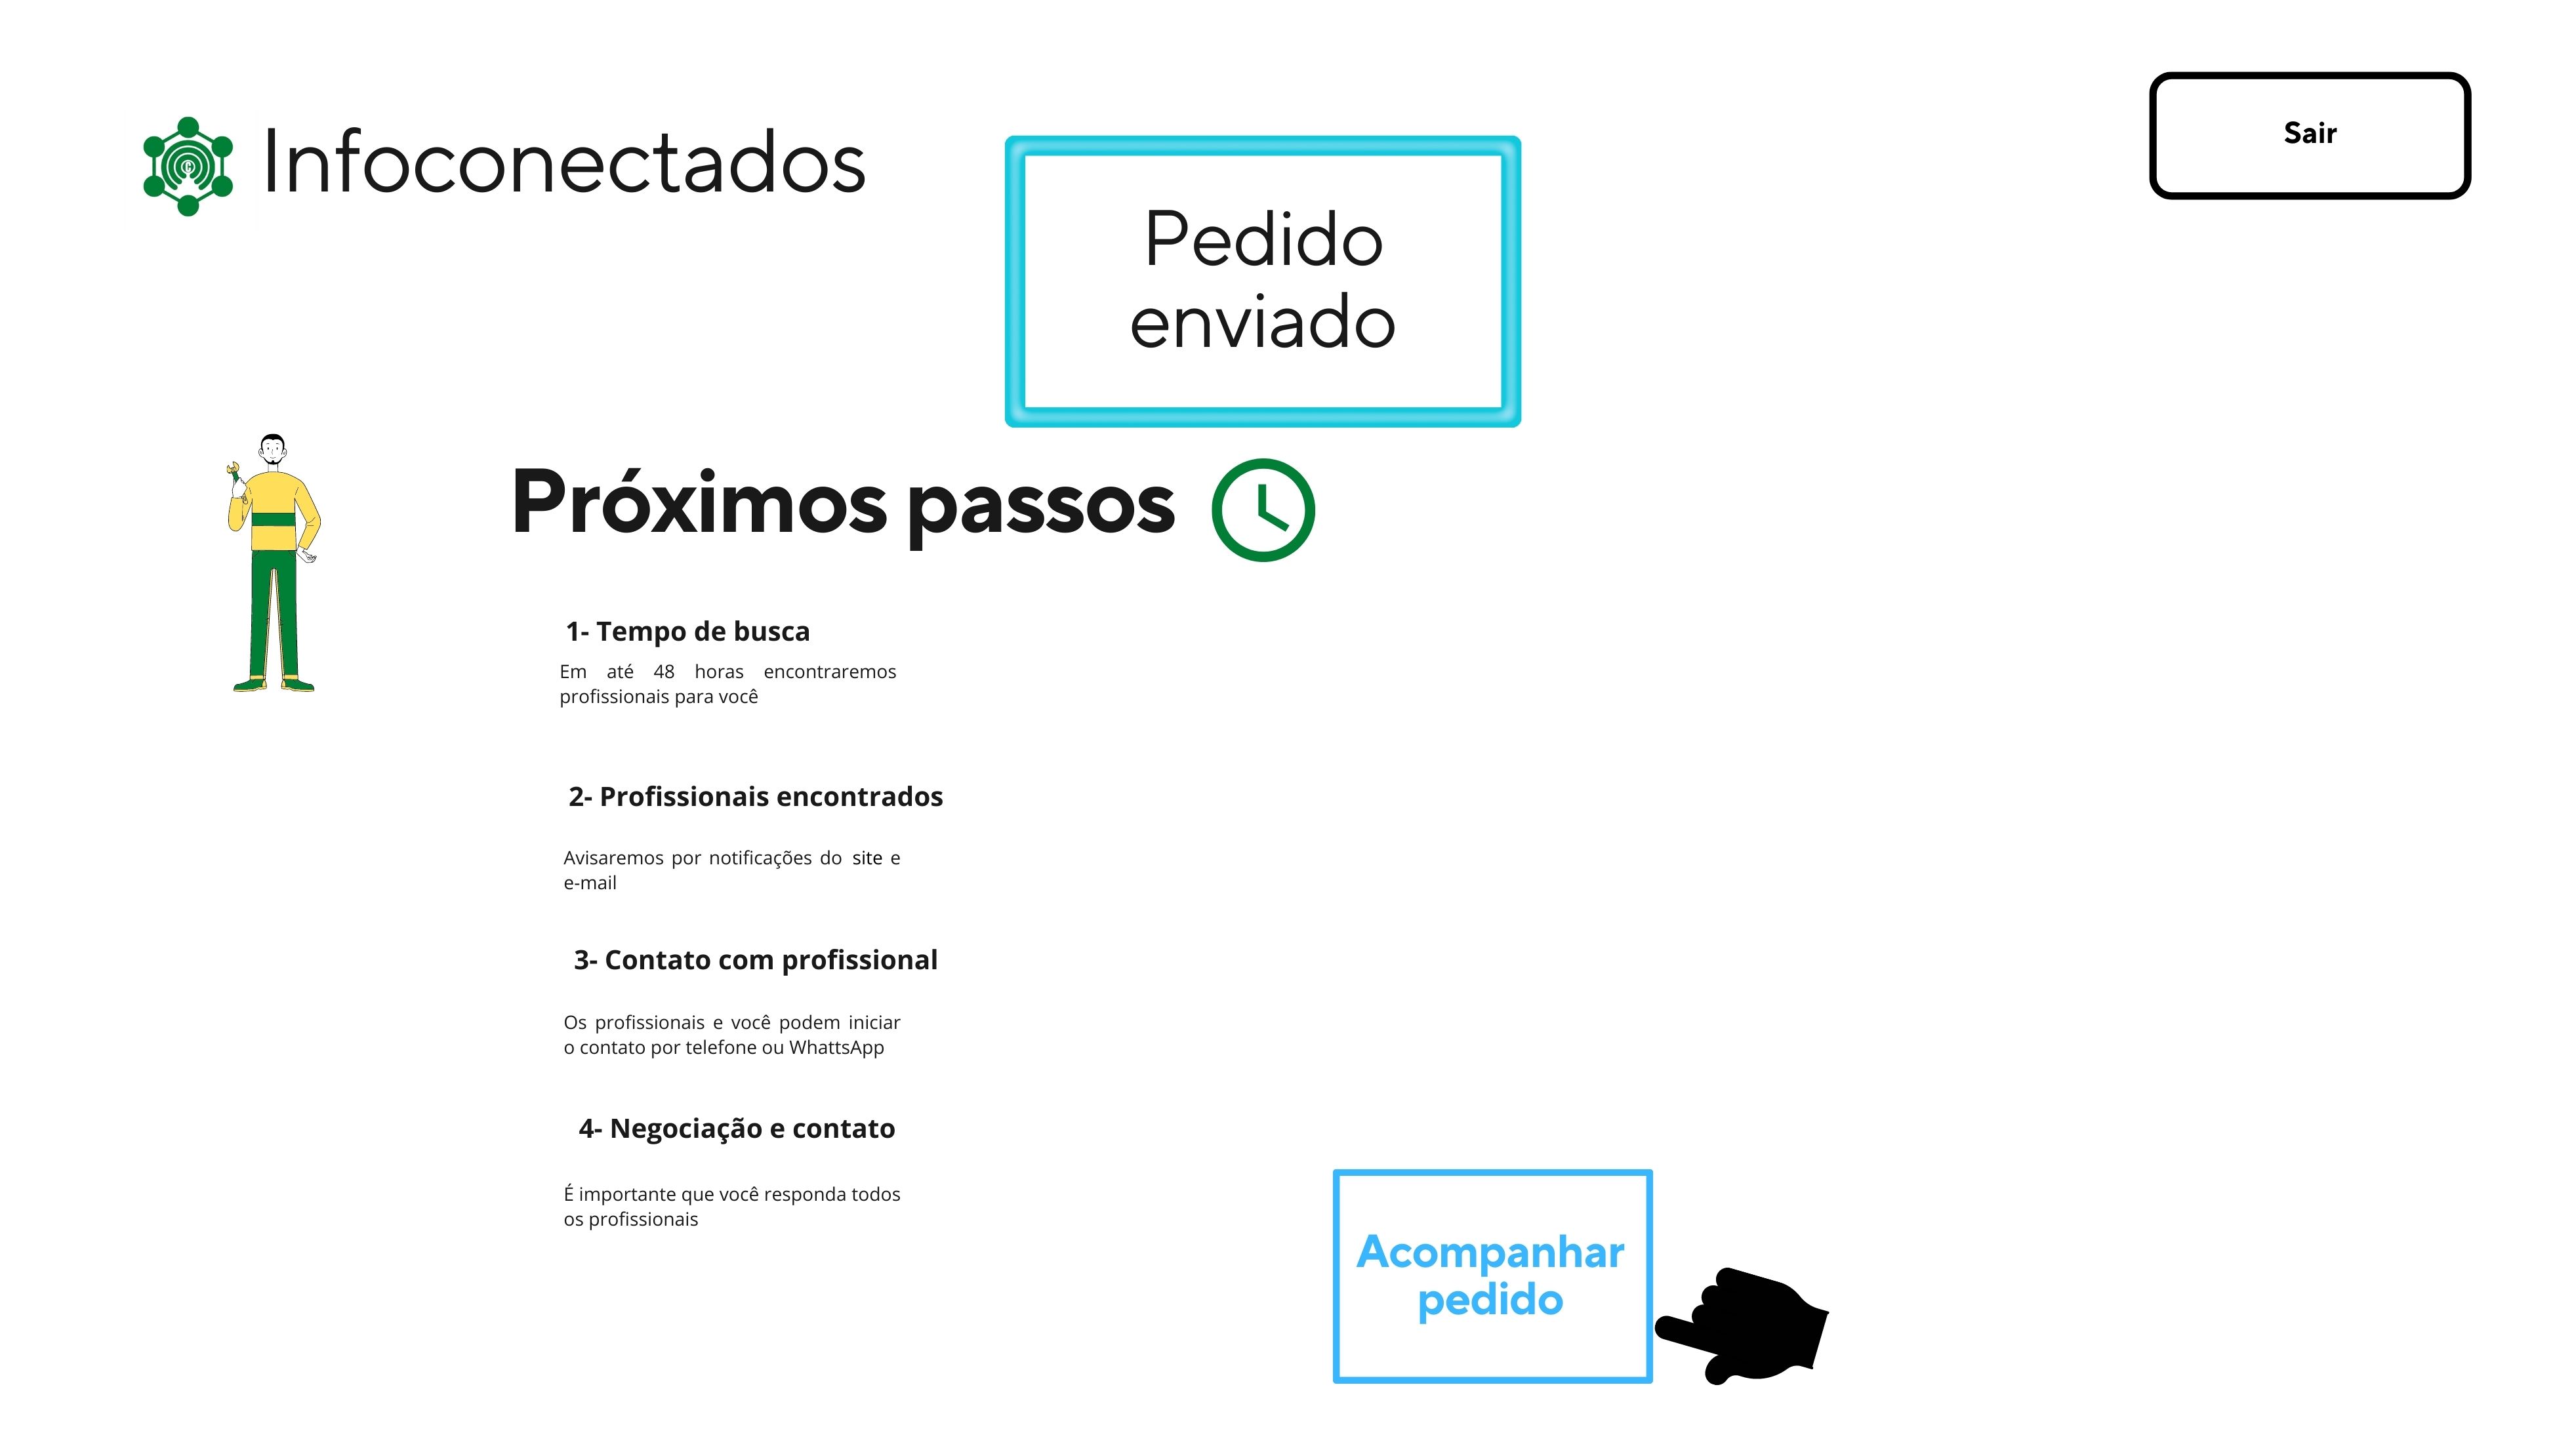 Infoconectados
Sair
Pedido
enviado
Próximos passos
1- Tempo de busca
Em até 48 horas encontraremos
profissionais para você
2- Profissionais encontrados
Avisaremos por notificações do site e
e-mail
3- Contato com profissional
Os profissionais e você podem iniciar
o contato por telefone ou WhattsApp
4- Negociação e contato
É importante que você responda todos
os profissionais
Acompanhar
pedido